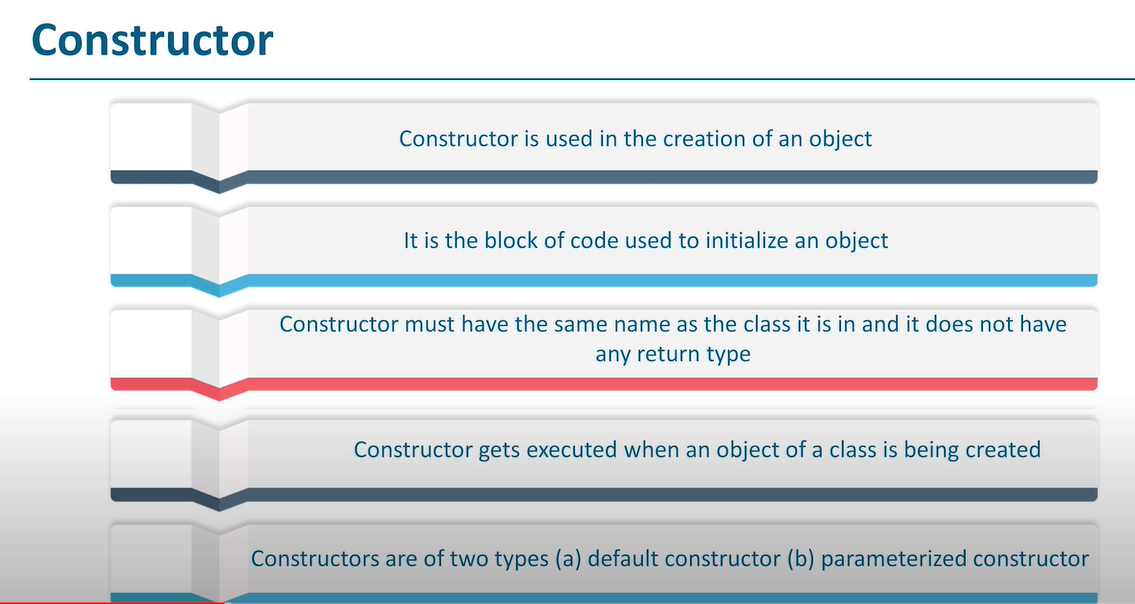 Constructor
Constructor is used in the creation of an object
It is the block of code used to initialize an object
Constructor must have the same name as the class it is in and it does not have
any return type
Constructor gets executed when an object of a class is being created
Constructors are of two types (a) default constructor (b) parameterized constructor